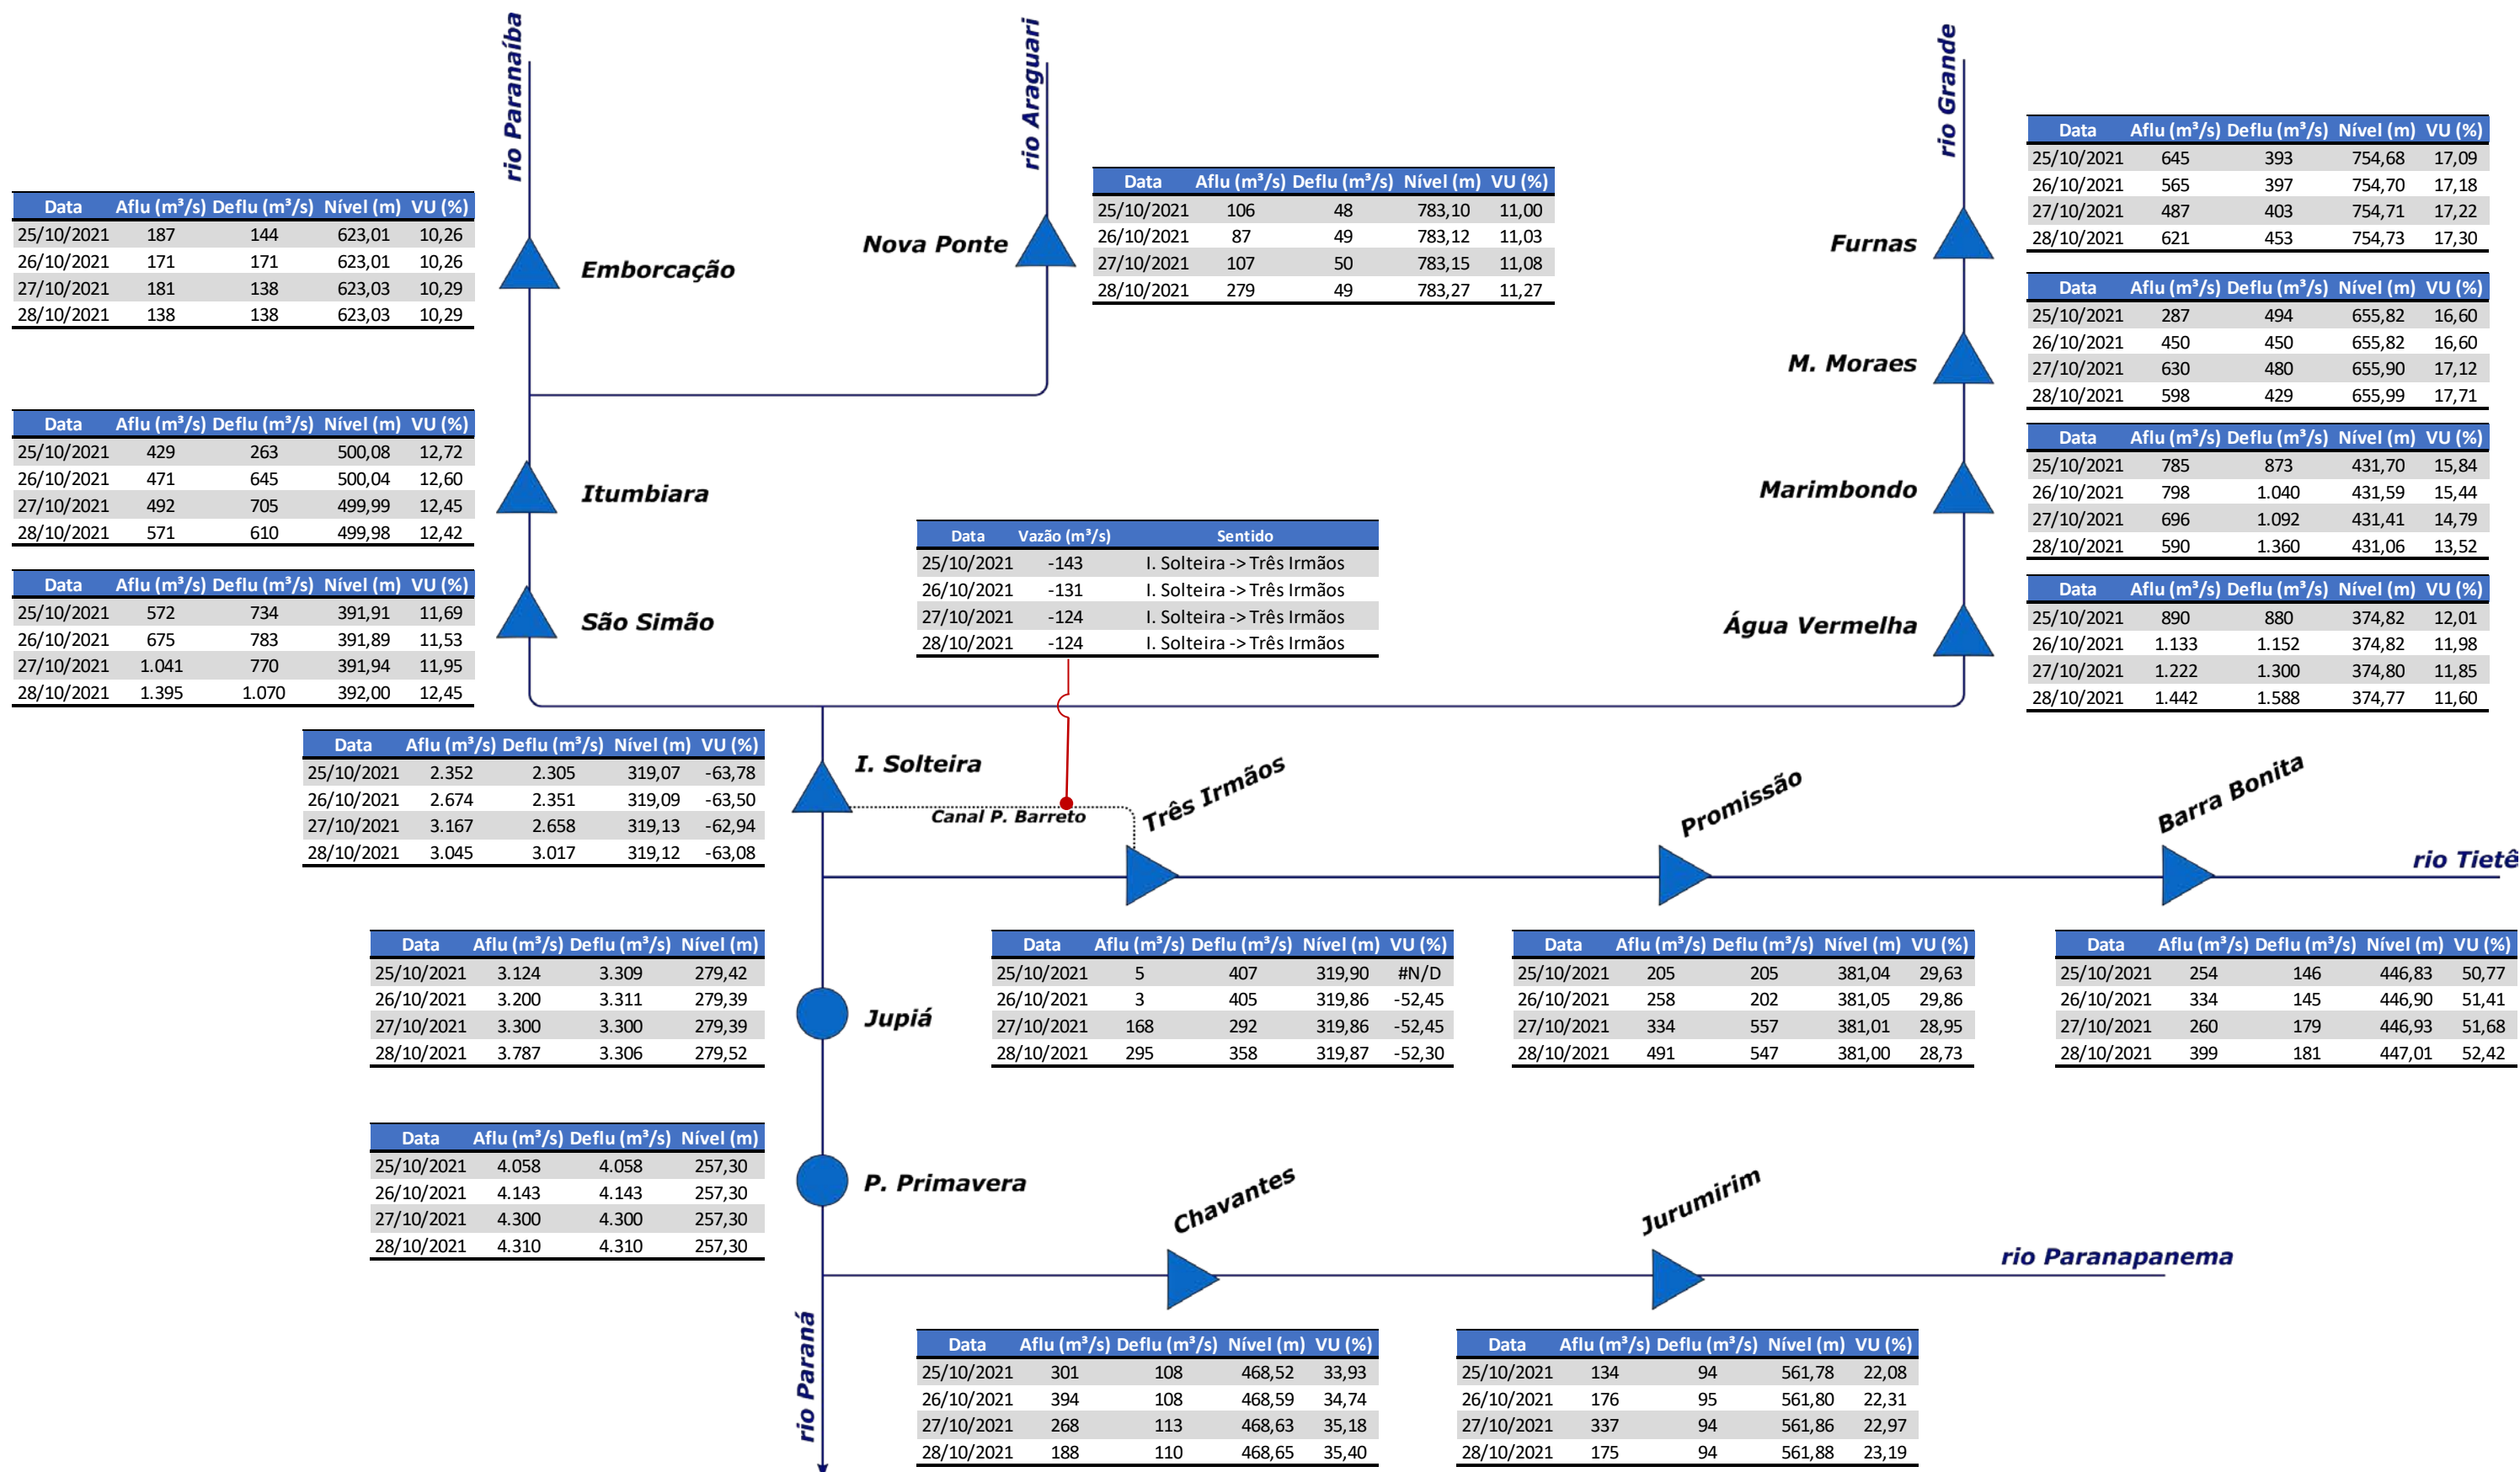 rio Paranaíba
rio Araguari
rio Grande
Data Aflu (m³/s) Deflu (m³/s) Nível (m) VU (%)
25/10/2021 187 144 623,01 10,26
26/10/2021 171 171 623,01 10,26
27/10/2021 181 138 623,03 10,29
28/10/2021 138 138 623,03 10,29
Emborcação
Nova Ponte
Data Aflu (m³/s) Deflu (m³/s) Nível (m) VU (%)
25/10/2021 106 48 783,10 11,00
26/10/2021 87 49 783,12 11,03
27/10/2021 107 50 783,15 11,08
28/10/2021 279 49 783,27 11,27
Furnas
Data Aflu (m³/s) Deflu (m³/s) Nível (m) VU (%)
25/10/2021 645 393 754,68 17,09
26/10/2021 565 397 754,70 17,18
27/10/2021 487 403 754,71 17,22
28/10/2021 621 453 754,73 17,30
M. Moraes
Data Aflu (m³/s) Deflu (m³/s) Nível (m) VU (%)
25/10/2021 287 494 655,82 16,60
26/10/2021 450 450 655,82 16,60
27/10/2021 630 480 655,90 17,12
28/10/2021 598 429 655,99 17,71
Data Aflu (m³/s) Deflu (m³/s) Nível (m) VU (%)
25/10/2021 429 263 500,08 12,72
26/10/2021 471 645 500,04 12,60
27/10/2021 492 705 499,99 12,45
28/10/2021 571 610 499,98 12,42
Itumbiara
Marimbondo
Data Aflu (m³/s) Deflu (m³/s) Nível (m) VU (%)
25/10/2021 785 873 431,70 15,84
26/10/2021 798 1.040 431,59 15,44
27/10/2021 696 1.092 431,41 14,79
28/10/2021 590 1.360 431,06 13,52
Data Aflu (m³/s) Deflu (m³/s) Nível (m) VU (%)
25/10/2021 572 734 391,91 11,69
26/10/2021 675 783 391,89 11,53
27/10/2021 1.041 770 391,94 11,95
28/10/2021 1.395 1.070 392,00 12,45
São Simão
Data Vazão (m³/s) Sentido
25/10/2021 -143 I. Solteira -> Três Irmãos
26/10/2021 -131 I. Solteira -> Três Irmãos
27/10/2021 -124 I. Solteira -> Três Irmãos
28/10/2021 -124 I. Solteira -> Três Irmãos
Água Vermelha
Data Aflu (m³/s) Deflu (m³/s) Nível (m) VU (%)
25/10/2021 890 880 374,82 12,01
26/10/2021 1.133 1.152 374,82 11,98
27/10/2021 1.222 1.300 374,80 11,85
28/10/2021 1.442 1.588 374,77 11,60
Data Aflu (m³/s) Deflu (m³/s) Nível (m) VU (%)
25/10/2021 2.352 2.305 319,07 -63,78
26/10/2021 2.674 2.351 319,09 -63,50
27/10/2021 3.167 2.658 319,13 -62,94
28/10/2021 3.045 3.017 319,12 -63,08
I. Solteira
Canal P. Barreto
Três Irmãos
Promissão
Barra Bonita
rio Tietê
Data Aflu (m³/s) Deflu (m³/s) Nível (m)
25/10/2021 3.124 3.309 279,42
26/10/2021 3.200 3.311 279,39
27/10/2021 3.300 3.300 279,39
28/10/2021 3.787 3.306 279,52
Jupiá
Data Aflu (m³/s) Deflu (m³/s) Nível (m) VU (%)
25/10/2021 5 407 319,90 #N/D
26/10/2021 3 405 319,86 -52,45
27/10/2021 168 292 319,86 -52,45
28/10/2021 295 358 319,87 -52,30
Data Aflu (m³/s) Deflu (m³/s) Nível (m) VU (%)
25/10/2021 205 205 381,04 29,63
26/10/2021 258 202 381,05 29,86
27/10/2021 334 557 381,01 28,95
28/10/2021 491 547 381,00 28,73
Data Aflu (m³/s) Deflu (m³/s) Nível (m) VU (%)
25/10/2021 254 146 446,83 50,77
26/10/2021 334 145 446,90 51,41
27/10/2021 260 179 446,93 51,68
28/10/2021 399 181 447,01 52,42
Data Aflu (m³/s) Deflu (m³/s) Nível (m)
25/10/2021 4.058 4.058 257,30
26/10/2021 4.143 4.143 257,30
27/10/2021 4.300 4.300 257,30
28/10/2021 4.310 4.310 257,30
P. Primavera
Chavantes
Jurumirim
rio Paranapanema
rio Paraná
Data Aflu (m³/s) Deflu (m³/s) Nível (m) VU (%)
25/10/2021 301 108 468,52 33,93
26/10/2021 394 108 468,59 34,74
27/10/2021 268 113 468,63 35,18
28/10/2021 188 110 468,65 35,40
Data Aflu (m³/s) Deflu (m³/s) Nível (m) VU (%)
25/10/2021 134 94 561,78 22,08
26/10/2021 176 95 561,80 22,31
27/10/2021 337 94 561,86 22,97
28/10/2021 175 94 561,88 23,19